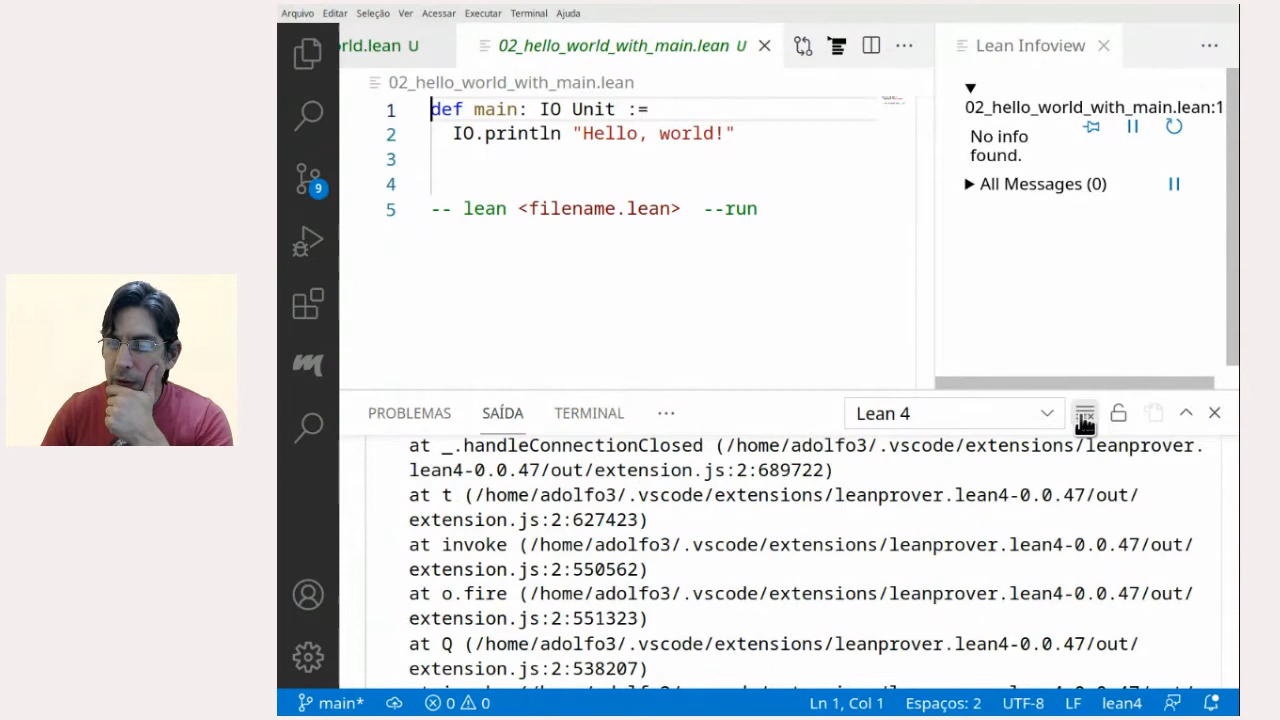 Arquivo Editar Seleção Ver Acessar Executar Terminal Ajuda
rld.lean U
02_hello_world_with_main.lean U
Lean Infoview
02_hello_world_with_main.lean
1 def main: IO Unit :=
2 IO.println "Hello, world!"
3
4
5 -- lean <filename.lean> --run
02_hello_world_with_main.lean:1
No info
found.
All Messages (0)
9
PROBLEMAS SAÍDA TERMINAL
Lean 4
at _.handleConnectionClosed (/home/adolfo3/.vscode/extensions/leanprover.
lean4-0.0.47/out/extension.js:2:689722)
at t (/home/adolfo3/.vscode/extensions/leanprover.lean4-0.0.47/out/
extension.js:2:627423)
at invoke (/home/adolfo3/.vscode/extensions/leanprover.lean4-0.0.47/out/
extension.js:2:550562)
at o.fire (/home/adolfo3/.vscode/extensions/leanprover.lean4-0.0.47/out/
extension.js:2:551323)
at Q (/home/adolfo3/.vscode/extensions/leanprover.lean4-0.0.47/out/
extension.js:2:538207)
main* 0 0 Ln 1, Col 1 Espaços: 2 UTF-8 LF lean4